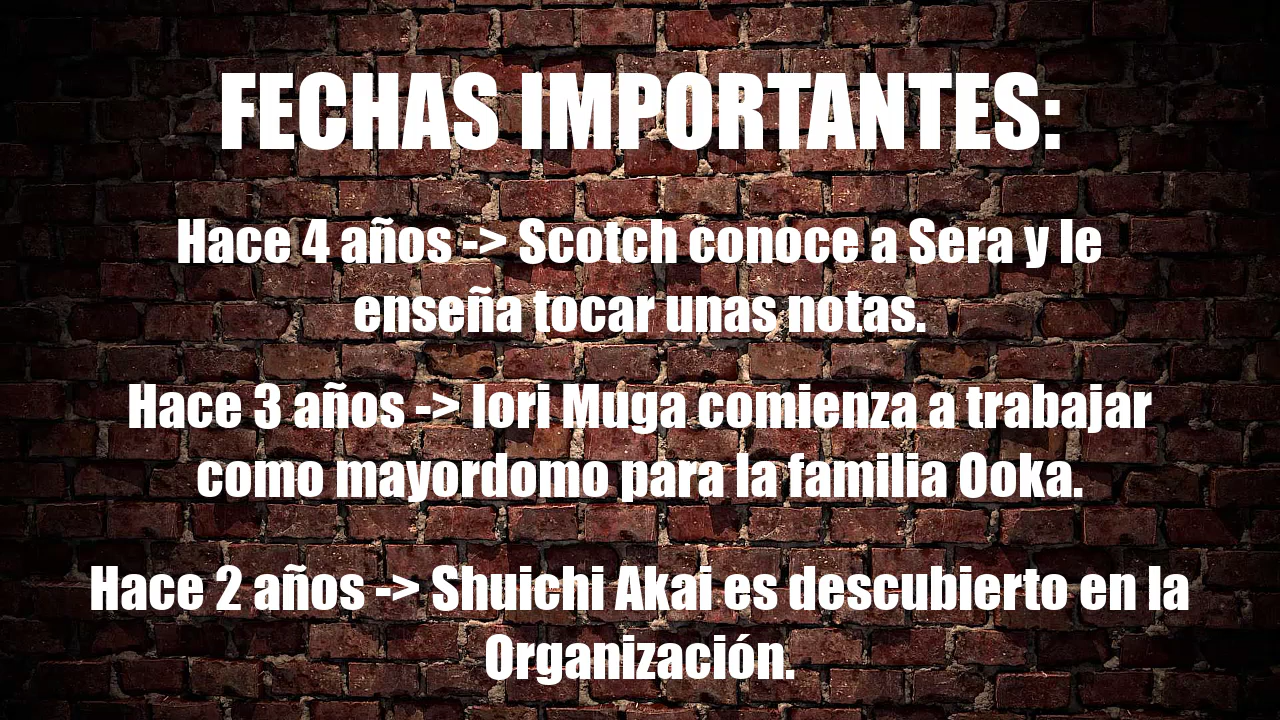 FECHAS IMPORTANTES:
Hace 4 años -> Scotch conoce a Sera y le
enseña tocar unas notas.
Hace 3 años -> Iori Muga comienza a trabajar
como mayordomo para la familia Ooka.
Hace 2 años -> Shuichi Akai es descubierto en la
Organización.